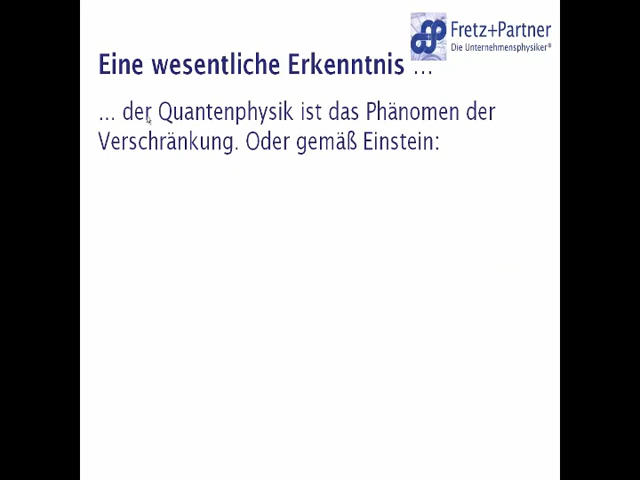 Fretz+Partner
Die Unternehmensphysiker®
Eine wesentliche Erkenntnis ...
... der Quantenphysik ist das Phänomen der
Verschränkung. Oder gemäß Einstein: